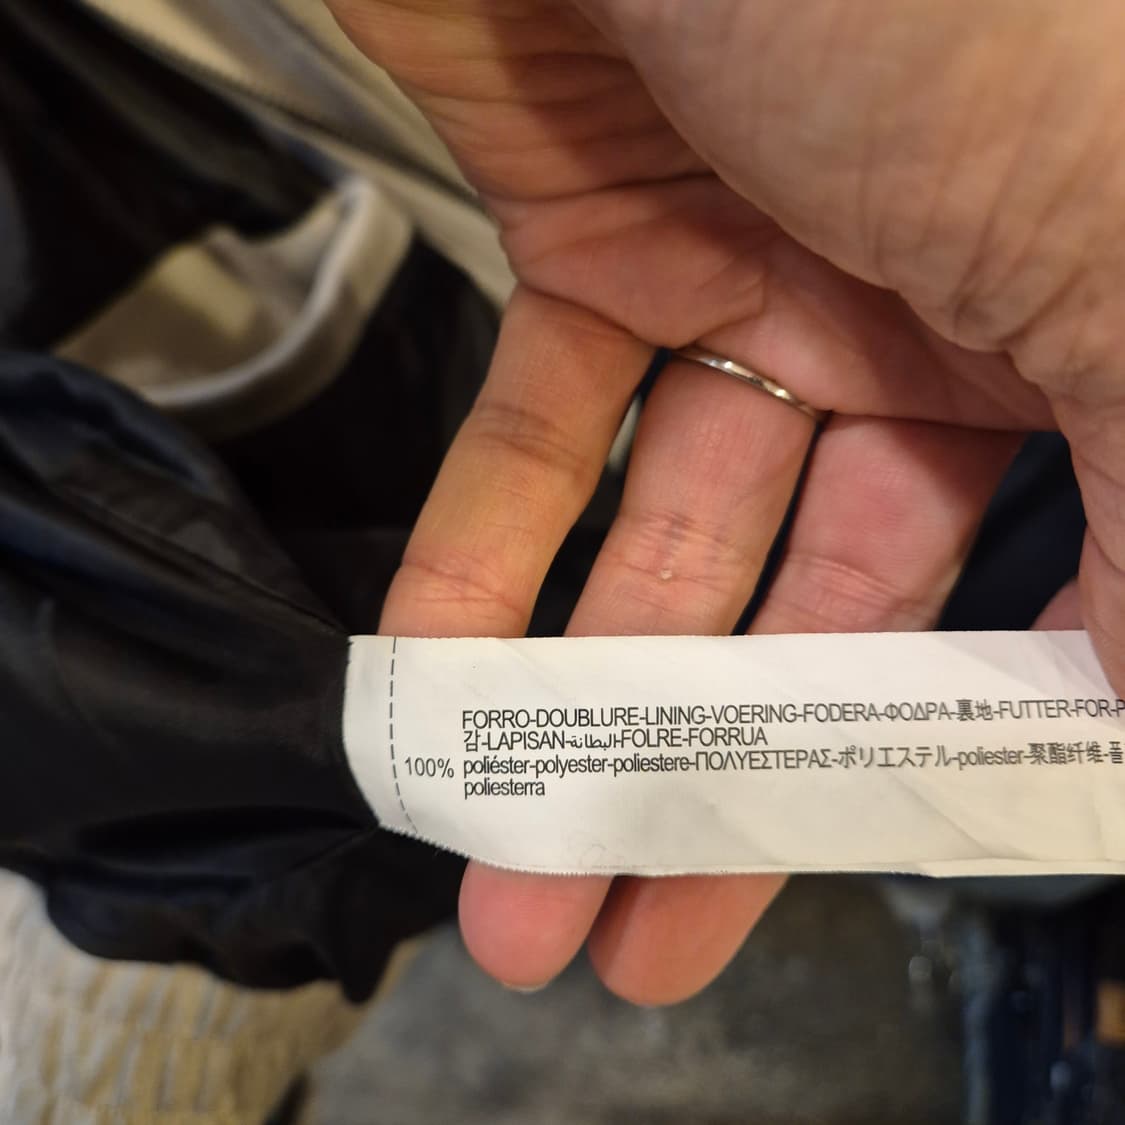 FORRO-DOUBLURE-LINING-VOERING-FODERA-ΦΟΔΡΑ-裏地-FUTTER-FOR-P
감-LAPISAN-البطانة-FOLRE-FORRUA
100% poliéster-polyester-poliestere-ΠΟΛΥΕΣΤΕΡΑΣ-ポリエステル-poliester-聚酯纤维-폴
poliesterra